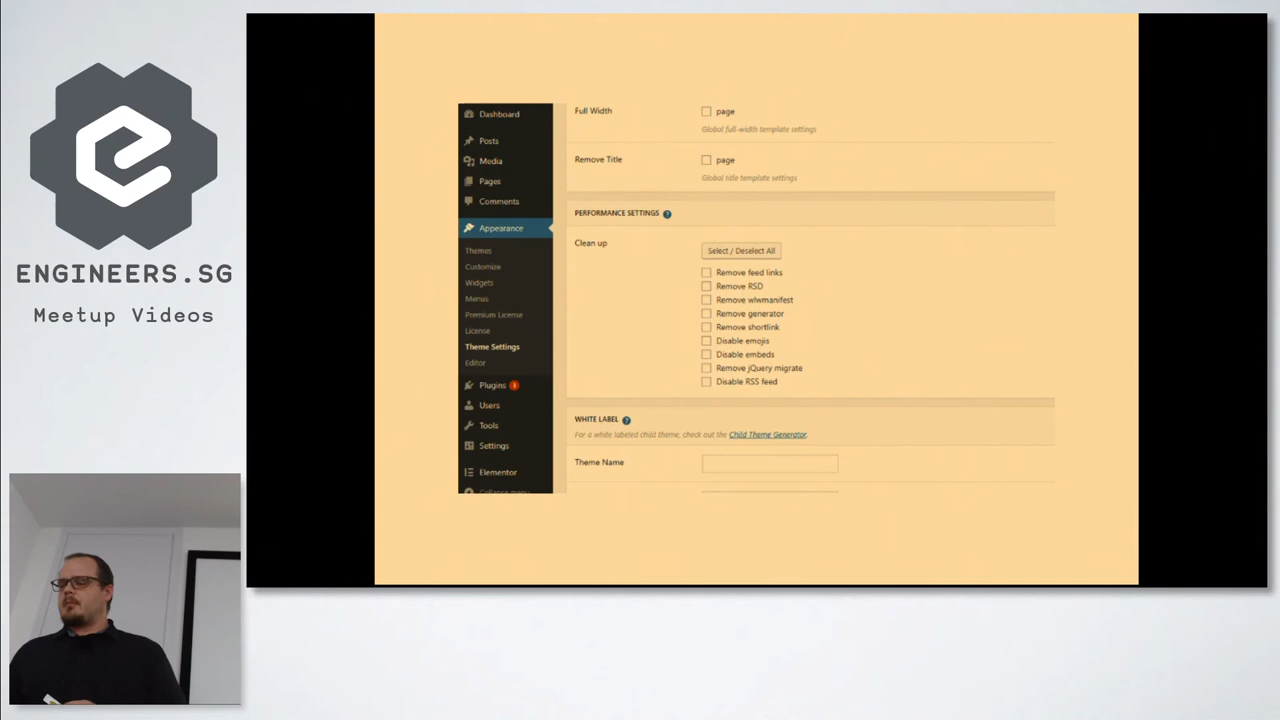 ENGINEERS.SG
Meetup Videos
Dashboard
Posts
Media
Pages
Comments
Appearance
Themes
Customize
Widgets
Menus
Premium License
License
Theme Settings
Editor
Plugins
Users
Tools
Settings
Elementor
Collapse menu
Full Width
page
Global full-width template settings
Remove Title
page
Global title template settings
PERFORMANCE SETTINGS ?
Clean up
Select / Deselect All
Remove feed links
Remove RSD
Remove wlwmanifest
Remove generator
Remove shortlink
Disable emojis
Disable embeds
Remove jQuery migrate
Disable RSS feed
WHITE LABEL ?
For a white labeled child theme, check out the Child Theme Generator.
Theme Name